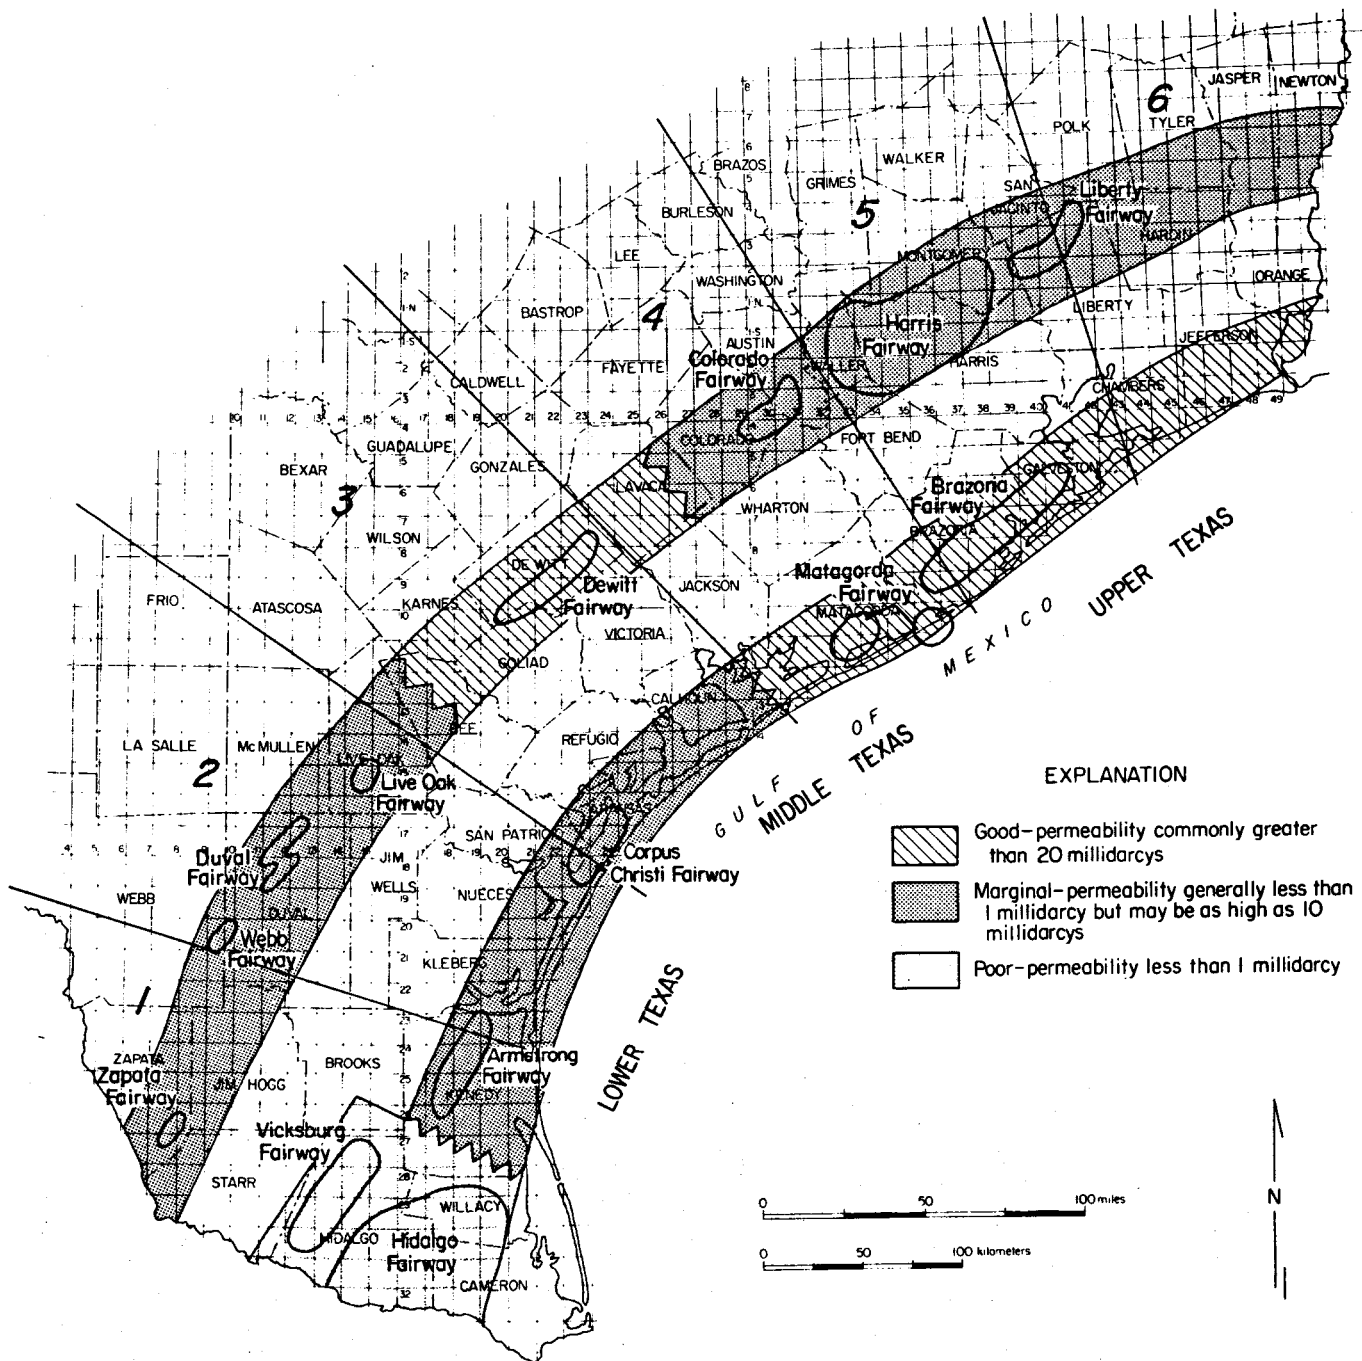 6
JASPER
NEWTON
TYLER
POLK
BRAZOS
WALKER
GRIMES
SAN
JACINTO
Liberty
Fairway
BURLESON
5
HARDIN
LEE
MONTGOMERY
WASHINGTON
ORANGE
BASTROP
4
LIBERTY
Harris
Fairway
AUSTIN
JEFFERSON
Colorado
Fairway
WALLER
HARRIS
FAYETTE
CALDWELL
CHAMBERS
COLORADO
FORT BEND
GUADALUPE
BEXAR
GONZALES
GALVESTON
3
LAVACA
Brazoria
Fairway
WHARTON
WILSON
BRAZORIA
DE WITT
Dewitt
Fairway
JACKSON
Matagorda
Fairway
MATAGORDA
UPPER TEXAS
FRIO
ATASCOSA
KARNES
VICTORIA
GOLIAD
GULF OF MEXICO
CALHOUN
BEE
REFUGIO
LA SALLE
McMULLEN
LIVE OAK
2
Live Oak
Fairway
MIDDLE TEXAS
ARANSAS
SAN PATRIC
Corpus
Christi Fairway
Duval
Fairway
JIM
WELLS
NUECES
WEBB
DUVAL
Webb
Fairway
KLEBERG
LOWER TEXAS
1
ZAPATA
Zapata
Fairway
JIM HOGG
BROOKS
Armstrong
Fairway
KENEDY
Vicksburg
Fairway
STARR
WILLACY
HIDALGO
Hidalgo
Fairway
CAMERON
EXPLANATION
Good-permeability commonly greater
than 20 millidarcys
Marginal-permeability generally less than
1 millidarcy but may be as high as 10
millidarcys
Poor-permeability less than 1 millidarcy
0 50 100 miles
0 50 100 kilometers
N